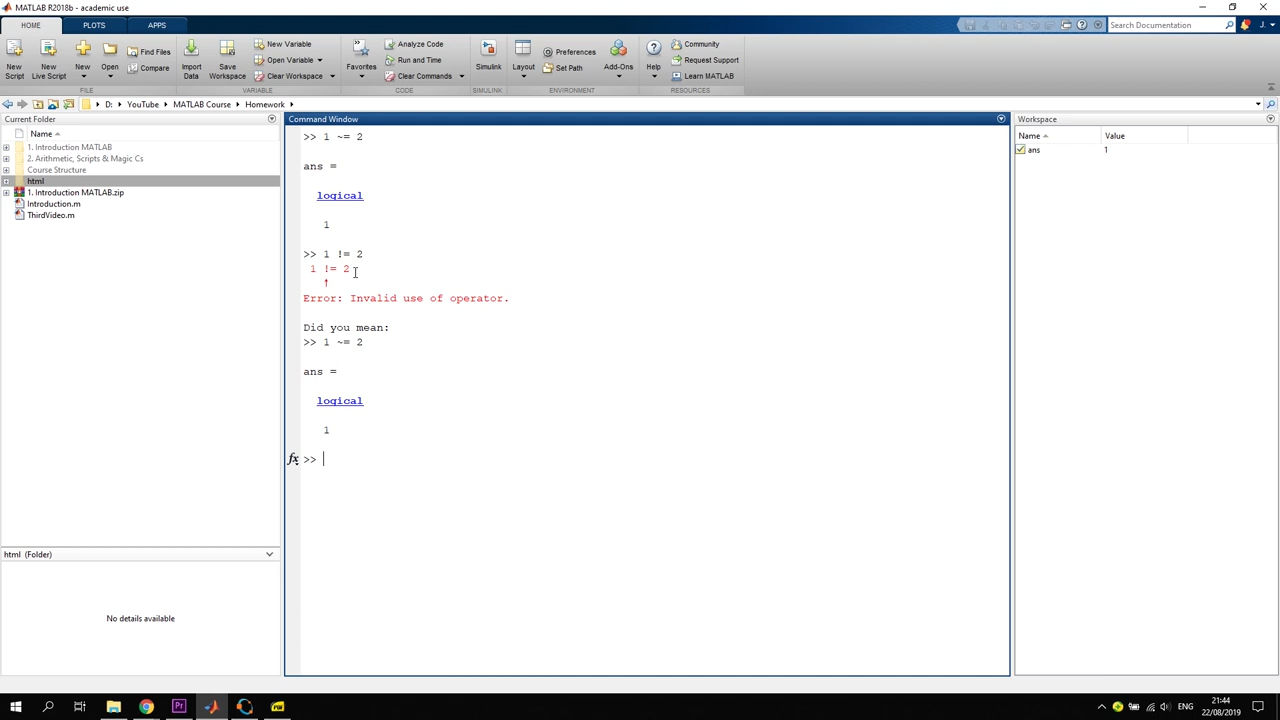 MATLAB R2018b - academic use
HOME PLOTS APPS
Search Documentation
J.
New Script
New Live Script
New
Open
Find Files
Compare
Import Data
Save Workspace
New Variable
Open Variable
Clear Workspace
Favorites
Analyze Code
Run and Time
Clear Commands
Simulink
Layout
Preferences
Set Path
Add-Ons
Help
Community
Request Support
Learn MATLAB
FILE VARIABLE CODE SIMULINK ENVIRONMENT RESOURCES
D: YouTube MATLAB Course Homework
Current Folder
Name
1. Introduction MATLAB
2. Arithmetic, Scripts & Magic Cs
Course Structure
html
1. Introduction MATLAB.zip
Introduction.m
ThirdVideo.m
html (Folder)
No details available
Command Window
>> 1 ~= 2
ans =
logical
1
>> 1 != 2
1 != 2
↑
Error: Invalid use of operator.
Did you mean:
>> 1 ~= 2
ans =
logical
1
fx >>
Workspace
Name Value
ans 1
Pr
ENG
21:44
22/08/2019